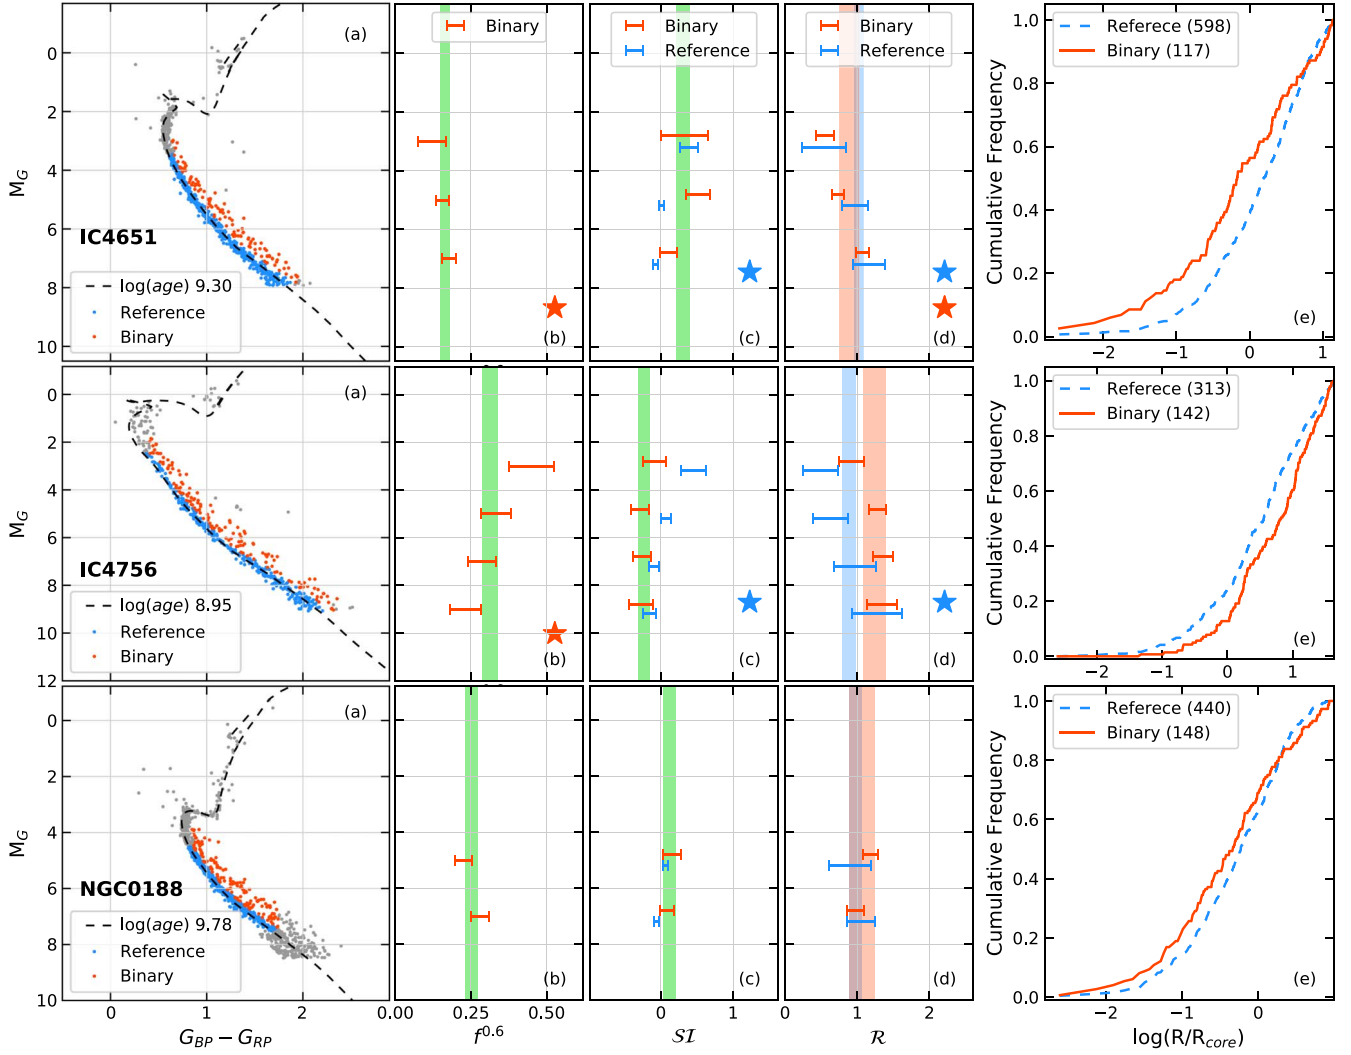 0
2
4
6
8
10
M_G
(a)
IC4651
log(age) 9.30
Reference
Binary
Binary
(b)
Binary
Reference
(c)
Binary
Reference
(d)
1.0
0.8
0.6
0.4
0.2
0.0
Cumulative Frequency
Referece (598)
Binary (117)
(e)
−2 −1 0 1
0
2
4
6
8
10
12
M_G
(a)
IC4756
log(age) 8.95
Reference
Binary
(b)
(c)
(d)
1.0
0.8
0.6
0.4
0.2
0.0
Cumulative Frequency
Referece (313)
Binary (142)
(e)
−2 −1 0 1
0
2
4
6
8
10
M_G
(a)
NGC0188
log(age) 9.78
Reference
Binary
(b)
(c)
(d)
1.0
0.8
0.6
0.4
0.2
0.0
Cumulative Frequency
Referece (440)
Binary (148)
(e)
0 1 2
0.00 0.25 0.50
0 1
0 1 2
−2 −1 0
G_BP − G_RP
f^0.6
SI
R
log(R/R_core)